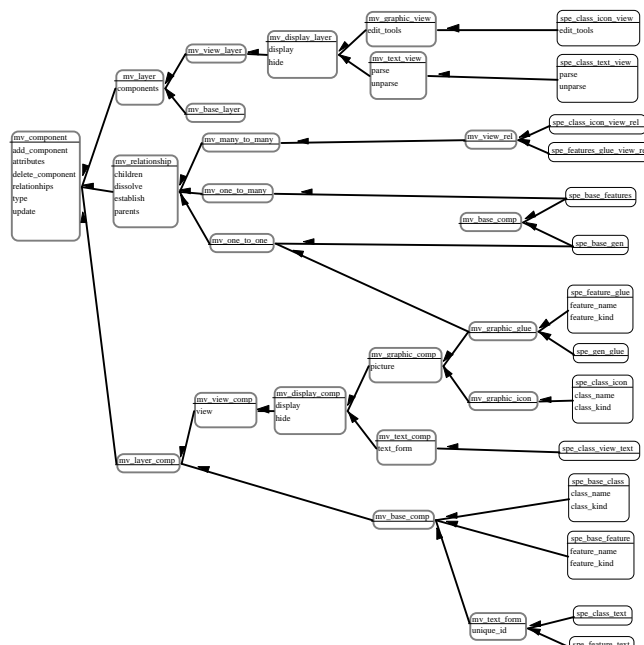 mv_component
add_component
attributes
delete_component
relationships
type
update
mv_layer
components
mv_view_layer
mv_base_layer
mv_display_layer
display
hide
mv_graphic_view
edit_tools
mv_text_view
parse
unparse
spe_class_icon_view
edit_tools
spe_class_text_view
parse
unparse
mv_relationship
children
dissolve
establish
parents
mv_many_to_many
mv_one_to_many
mv_one_to_one
mv_view_rel
spe_class_icon_view_rel
spe_features_glue_view_re
mv_base_comp
spe_base_features
spe_base_gen
mv_graphic_glue
spe_feature_glue
feature_name
feature_kind
spe_gen_glue
mv_layer_comp
mv_view_comp
view
mv_display_comp
display
hide
mv_graphic_comp
picture
mv_graphic_icon
spe_class_icon
class_name
class_kind
mv_text_comp
text_form
spe_class_view_text
mv_base_comp
spe_base_class
class_name
class_kind
spe_base_feature
feature_name
feature_kind
mv_text_form
unique_id
spe_class_text
spe_feature_text